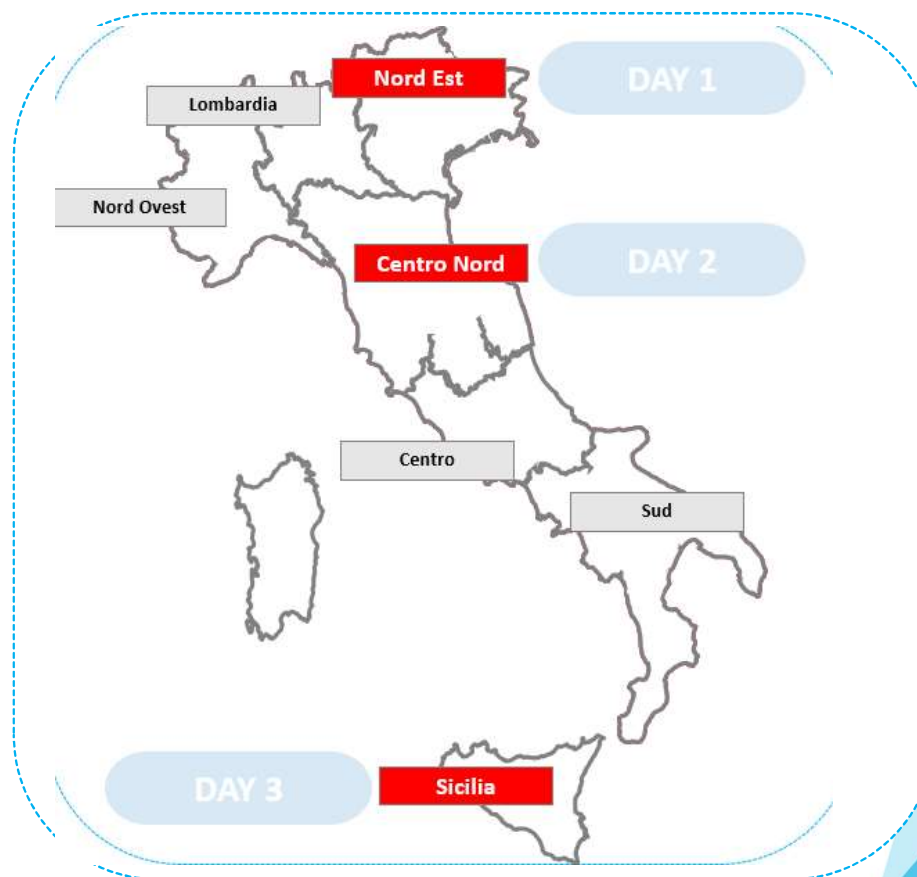 Nord Est
DAY 1
Lombardia
Nord Ovest
Centro Nord
DAY 2
Centro
Sud
DAY 3
Sicilia